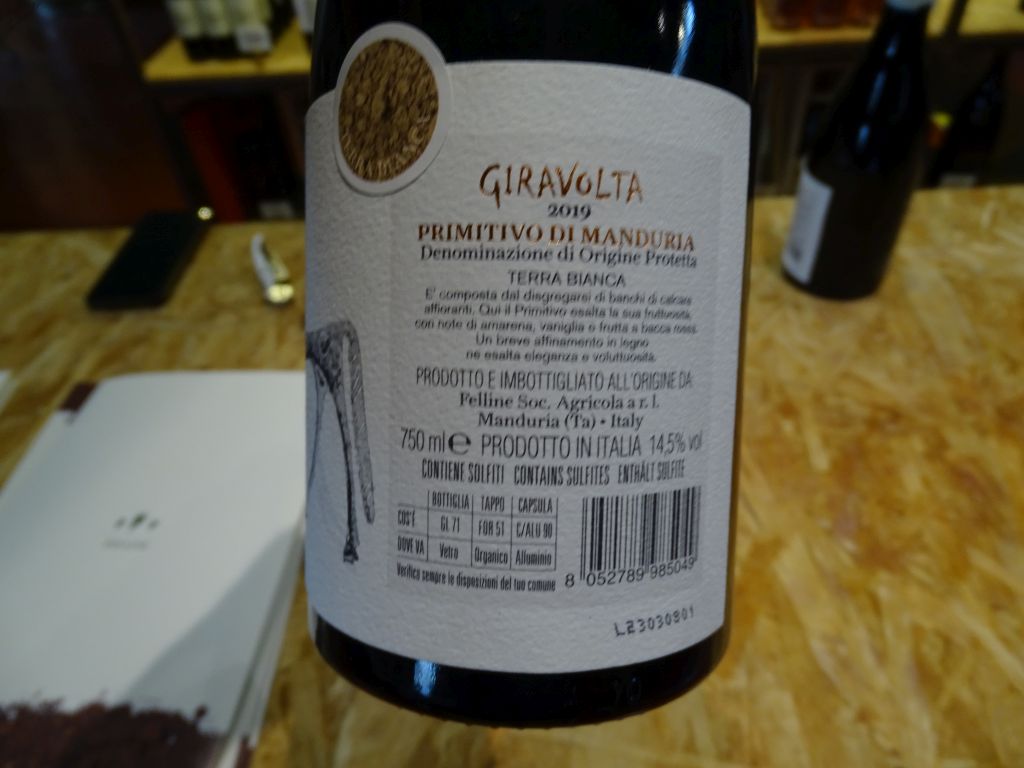 GIRAVOLTA
2019
PRIMITIVO DI MANDURIA
Denominazione di Origine Protetta
TERRA BIANCA
E' composta dal disgregarsi di banchi di calcare
affioranti. Qui il Primitivo esalta la sua fruttuosità,
con note di amarena, vaniglia e frutta a bacca rossa.
Un breve affinamento in legno
ne esalta eleganza e voluttuosità.
PRODOTTO E IMBOTTIGLIATO ALL'ORIGINE DA:
Felline Soc. Agricola a r. l.
Manduria (Ta) • Italy
750 ml e PRODOTTO IN ITALIA 14,5% vol
CONTIENE SOLFITI CONTAINS SULFITES ENTHÄLT SULFITE
BOTTIGLIA TAPPO CAPSULA
COS'È GL 71 FOR 51 C/ALU 90
DOVE VA Vetro Organico Alluminio
Verifica sempre le disposizioni del tuo comune
8 052789 985049
L23030801